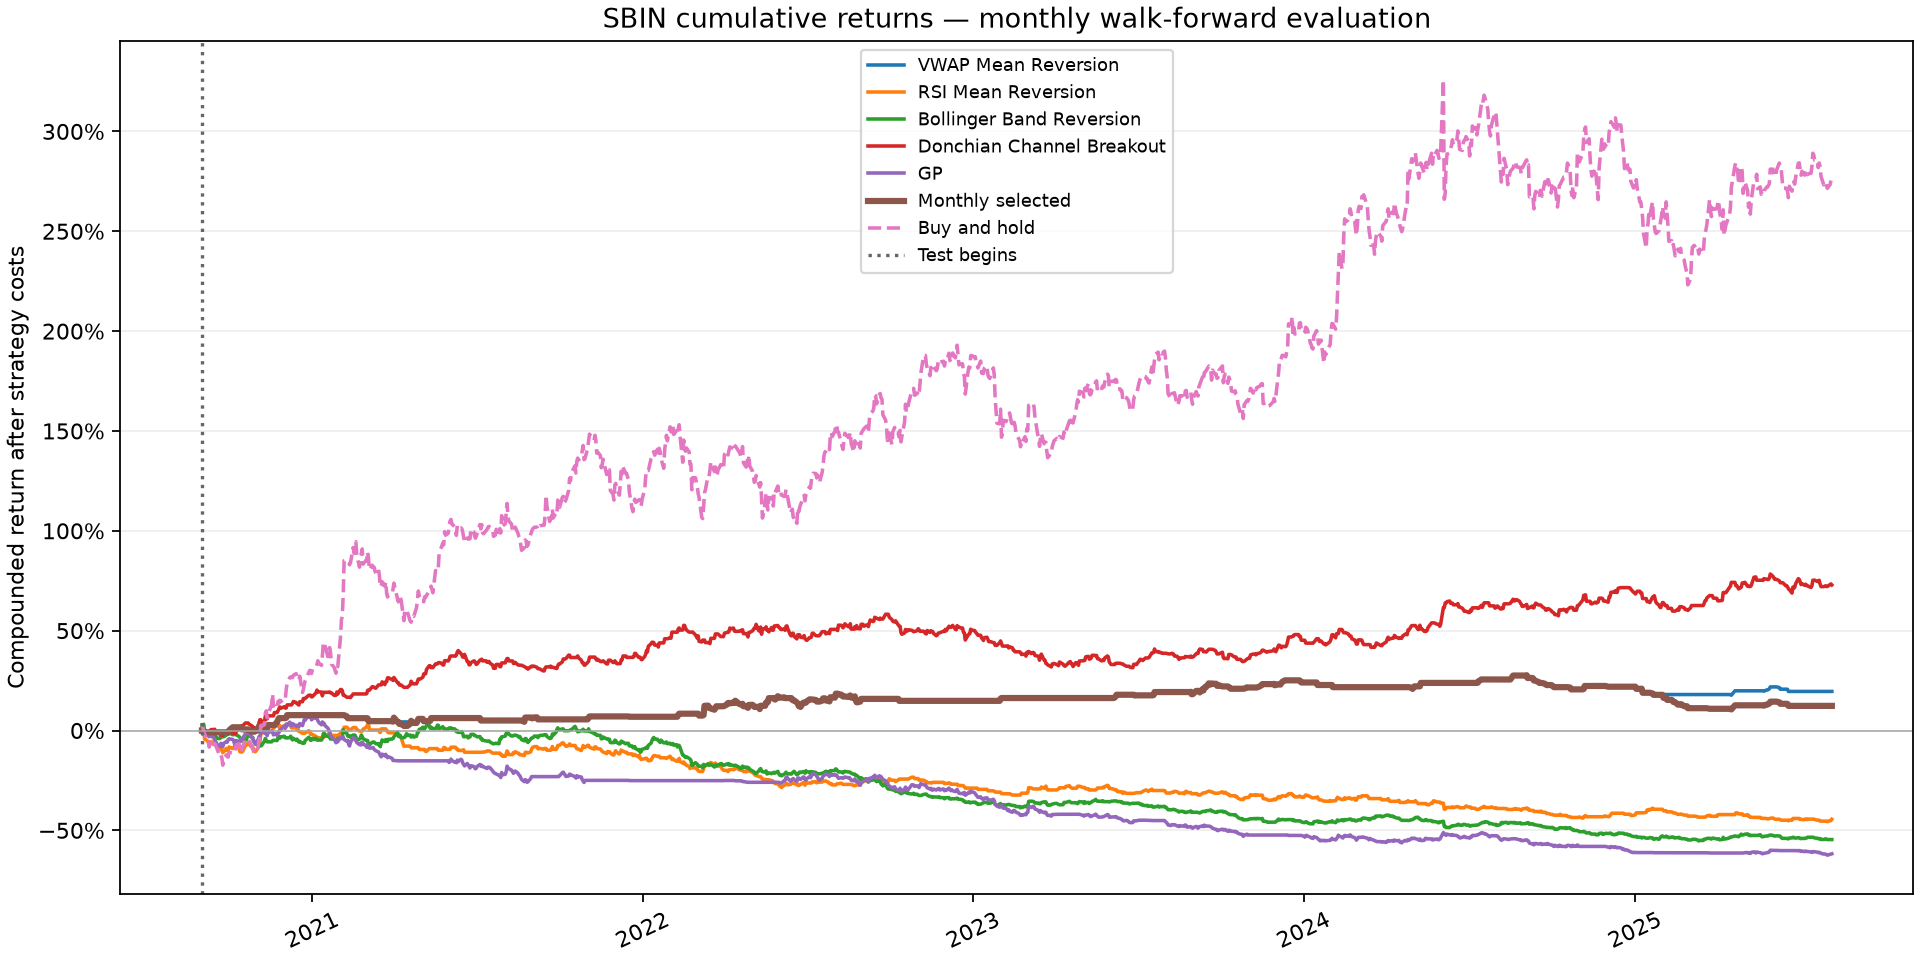 SBIN cumulative returns — monthly walk-forward evaluation
VWAP Mean Reversion
RSI Mean Reversion
Bollinger Band Reversion
Donchian Channel Breakout
GP
Monthly selected
Buy and hold
Test begins
Compounded return after strategy costs
300%
250%
200%
150%
100%
50%
0%
−50%
2021
2022
2023
2024
2025